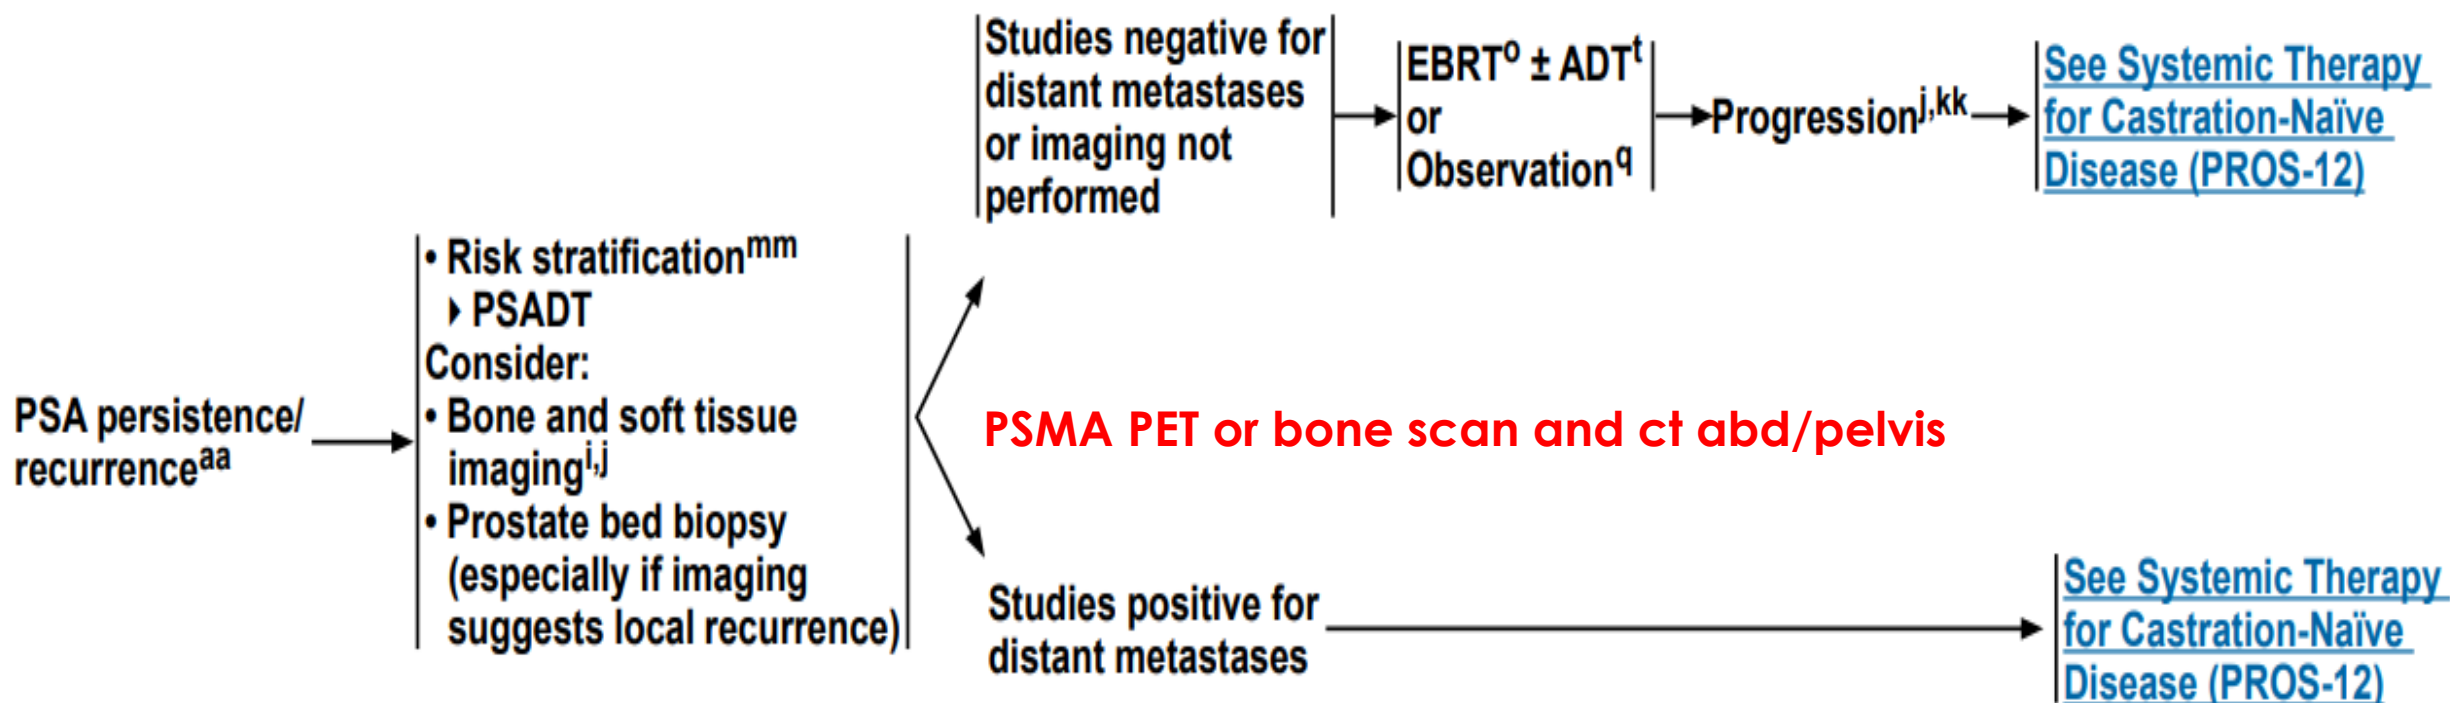 PSA persistence/
recurrenceaa
• Risk stratificationmm
▸ PSADT
Consider:
• Bone and soft tissue
imagingi,j
• Prostate bed biopsy
(especially if imaging
suggests local recurrence)
Studies negative for
distant metastases
or imaging not
performed
EBRTo ± ADTt
or
Observationq
Progressionj,kk
See Systemic Therapy
for Castration-Naïve
Disease (PROS-12)
PSMA PET or bone scan and ct abd/pelvis
Studies positive for
distant metastases
See Systemic Therapy
for Castration-Naïve
Disease (PROS-12)